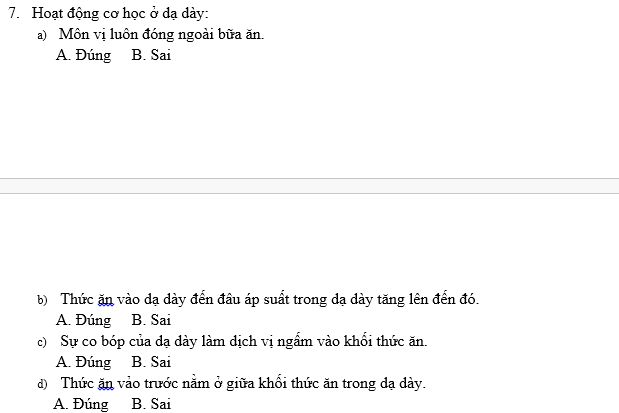 7. Hoạt động cơ học ở dạ dày:
a) Môn vị luôn đóng ngoài bữa ăn.
A. Đúng B. Sai
b) Thức ăn vào dạ dày đến đâu áp suất trong dạ dày tăng lên đến đó.
A. Đúng B. Sai
c) Sự co bóp của dạ dày làm dịch vị ngấm vào khối thức ăn.
A. Đúng B. Sai
d) Thức ăn vào trước nằm ở giữa khối thức ăn trong dạ dày.
A. Đúng B. Sai